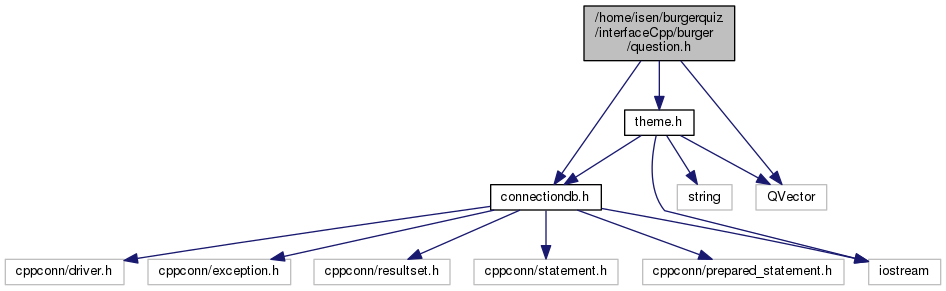 /home/isen/burgerquiz
/interfaceCpp/burger
/question.h
theme.h
connectiondb.h
string
QVector
cppconn/driver.h
cppconn/exception.h
cppconn/resultset.h
cppconn/statement.h
cppconn/prepared_statement.h
iostream